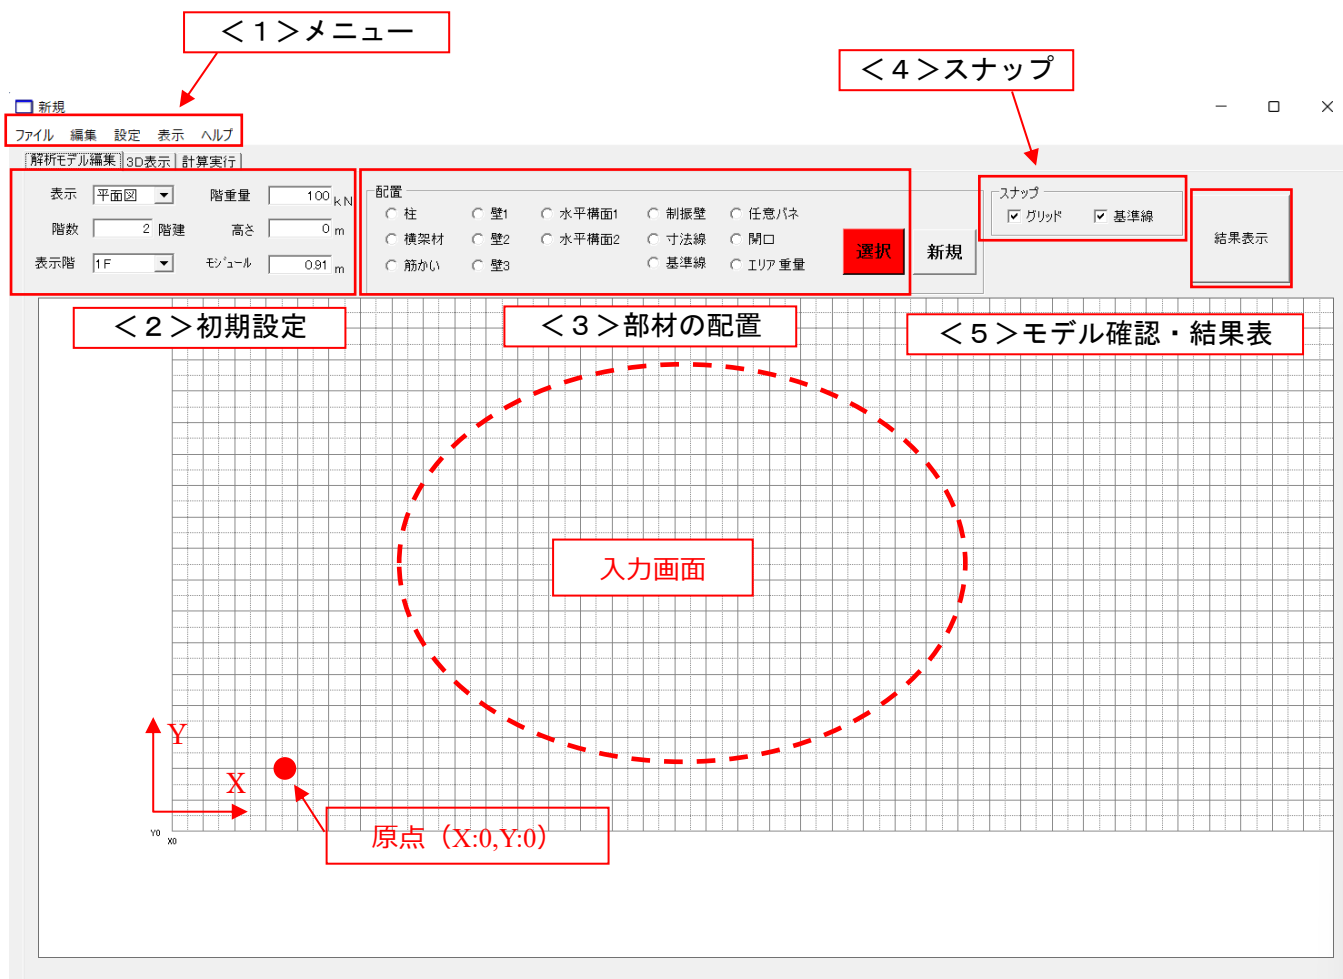 ＜１＞メニュー
＜４＞スナップ
新規
ファイル 編集 設定 表示 ヘルプ
解析モデル編集 3D表示 計算実行
表示 平面図 階重量 100 kN
階数 2 階建 高さ 0 m
表示階 1F モジュール 0.91 m
配置
柱 壁1 水平構面1 制振壁 任意バネ
横架材 壁2 水平構面2 寸法線 開口
筋かい 壁3 基準線 エリア重量
選択 新規
スナップ
グリッド 基準線
結果表示
＜２＞初期設定
＜３＞部材の配置
＜５＞モデル確認・結果表
入力画面
Y
X
原点（X:0,Y:0）
Y0
X0